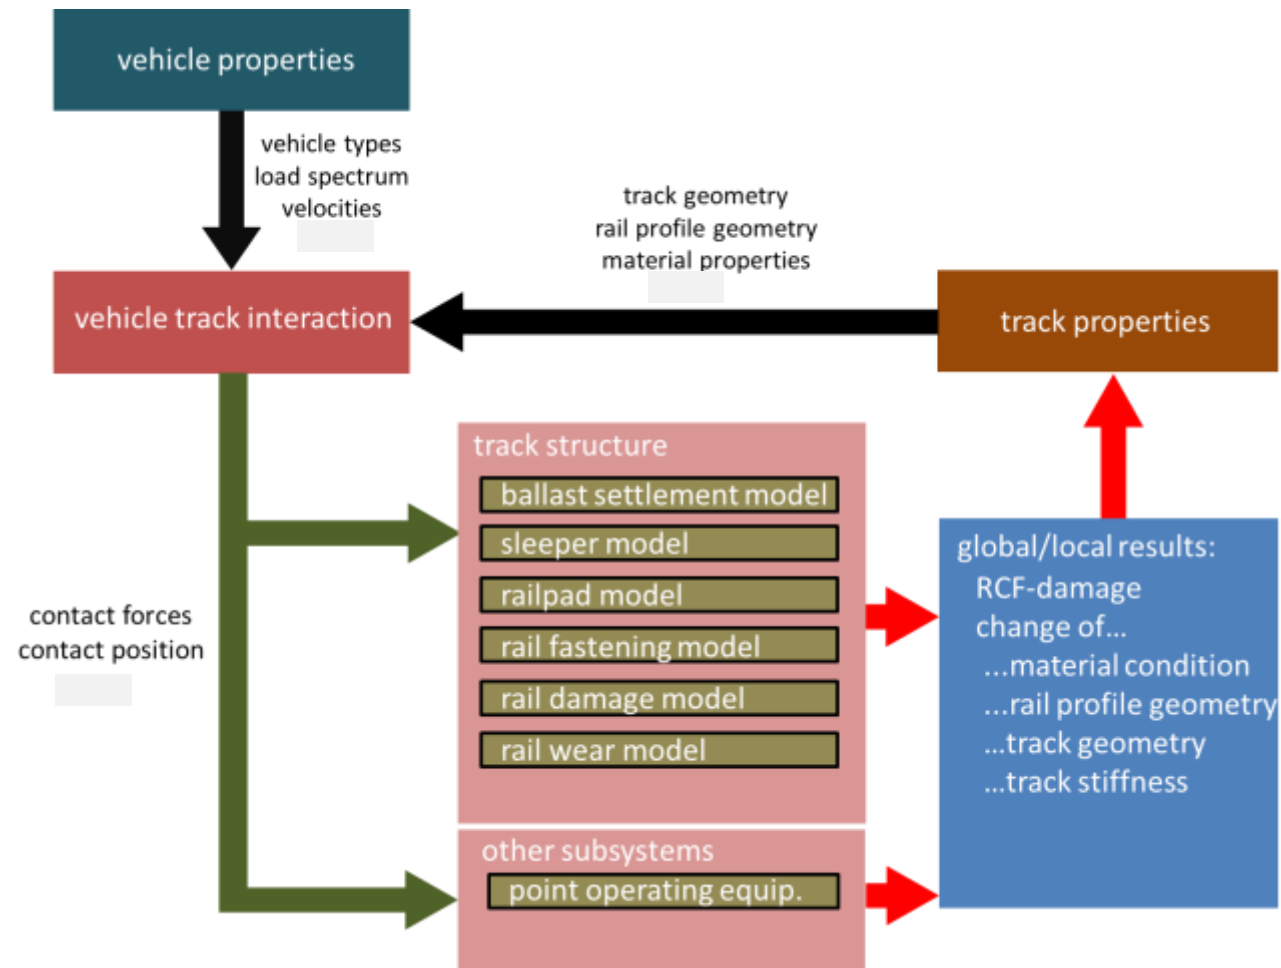 vehicle properties
vehicle types
load spectrum
velocities
track geometry
rail profile geometry
material properties
vehicle track interaction
track properties
contact forces
contact position
track structure
ballast settlement model
sleeper model
railpad model
rail fastening model
rail damage model
rail wear model
other subsystems
point operating equip.
global/local results:
RCF-damage
change of...
...material condition
...rail profile geometry
...track geometry
...track stiffness